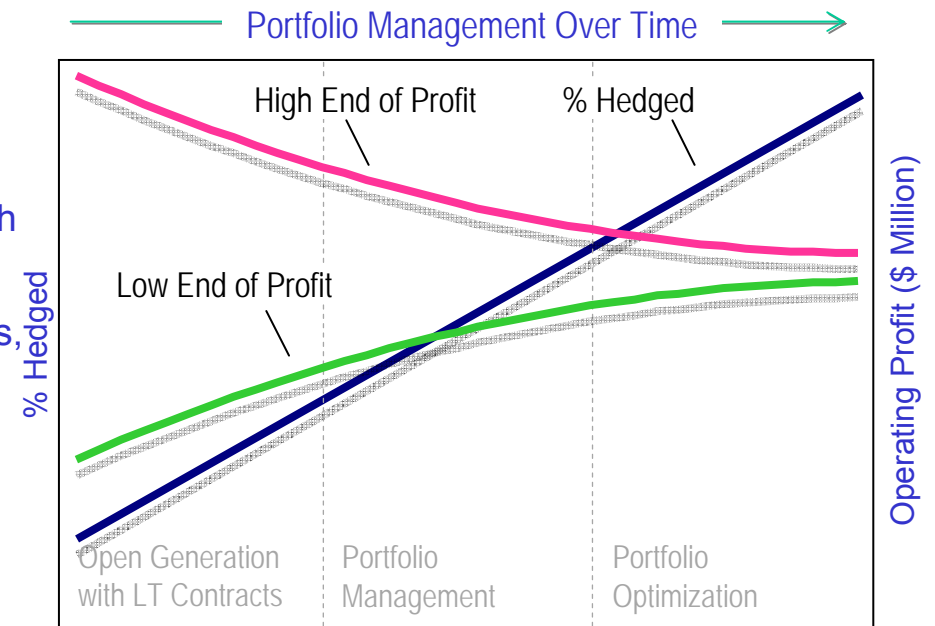 Portfolio Management Over Time
High End of Profit
% Hedged
Low End of Profit
h
s,
% Hedged
Operating Profit ($ Million)
Open Generation
with LT Contracts
Portfolio
Management
Portfolio
Optimization